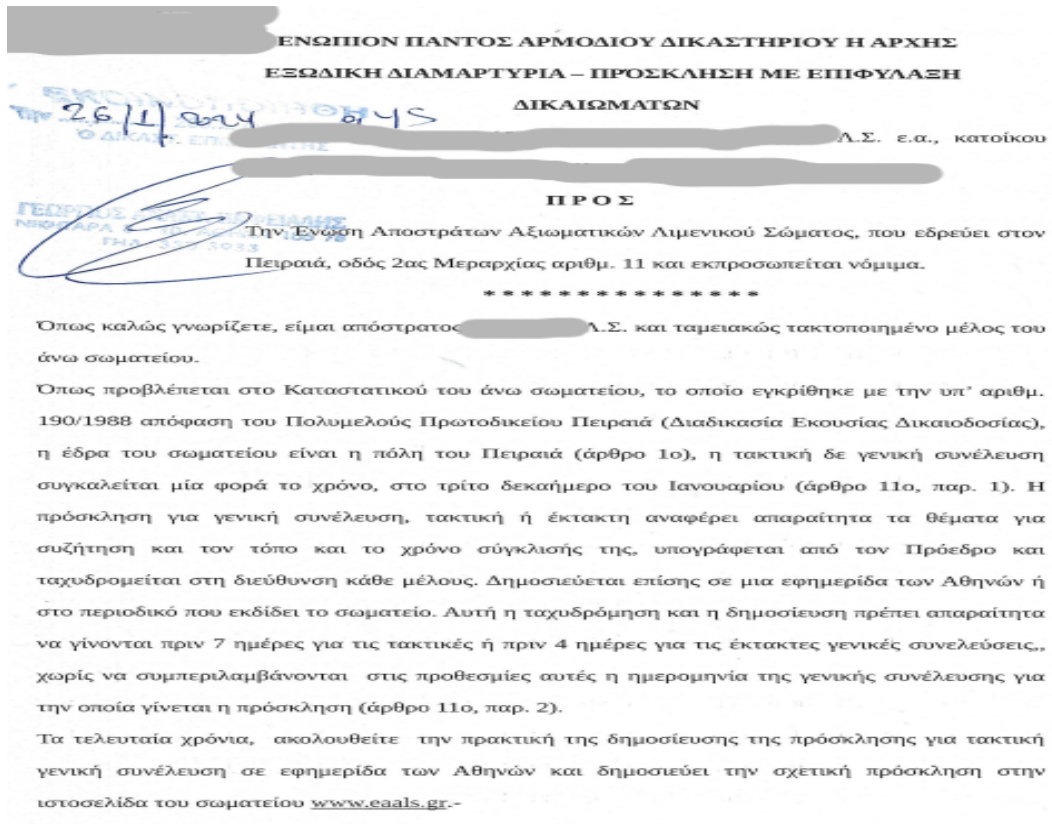 ΕΝΩΠΙΟΝ ΠΑΝΤΟΣ ΑΡΜΟΔΙΟΥ ΔΙΚΑΣΤΗΡΙΟΥ Η ΑΡΧΗΣ
ΕΞΩΔΙΚΗ ΔΙΑΜΑΡΤΥΡΙΑ – ΠΡΟΣΚΛΗΣΗ ΜΕ ΕΠΙΦΥΛΑΞΗ
ΔΙΚΑΙΩΜΑΤΩΝ
26/1/2024
Λ.Σ. ε.α., κατοίκου
Π Ρ Ο Σ
ΓΕΩΡΓΙΟΣ
Την Ένωση Αποστράτων Αξιωματικών Λιμενικού Σώματος, που εδρεύει στον
Πειραιά, οδός 2ας Μεραρχίας αριθμ. 11 και εκπροσωπείται νόμιμα.
* * * * * * * * * * * * * * *
Όπως καλώς γνωρίζετε, είμαι απόστρατος Λ.Σ. και ταμειακώς τακτοποιημένο μέλος του
άνω σωματείου.
Όπως προβλέπεται στο Καταστατικού του άνω σωματείου, το οποίο εγκρίθηκε με την υπ’ αριθμ.
190/1988 απόφαση του Πολυμελούς Πρωτοδικείου Πειραιά (Διαδικασία Εκουσίας Δικαιοδοσίας),
η έδρα του σωματείου είναι η πόλη του Πειραιά (άρθρο 1ο), η τακτική δε γενική συνέλευση
συγκαλείται μία φορά το χρόνο, στο τρίτο δεκαήμερο του Ιανουαρίου (άρθρο 11ο, παρ. 1). Η
πρόσκληση για γενική συνέλευση, τακτική ή έκτακτη αναφέρει απαραίτητα τα θέματα για
συζήτηση και τον τόπο και το χρόνο σύγκλισής της, υπογράφεται από τον Πρόεδρο και
ταχυδρομείται στη διεύθυνση κάθε μέλους. Δημοσιεύεται επίσης σε μια εφημερίδα των Αθηνών ή
στο περιοδικό που εκδίδει το σωματείο. Αυτή η ταχυδρόμηση και η δημοσίευση πρέπει απαραίτητα
να γίνονται πριν 7 ημέρες για τις τακτικές ή πριν 4 ημέρες για τις έκτακτες γενικές συνελεύσεις,,
χωρίς να συμπεριλαμβάνονται στις προθεσμίες αυτές η ημερομηνία της γενικής συνέλευσης για
την οποία γίνεται η πρόσκληση (άρθρο 11ο, παρ. 2).
Τα τελευταία χρόνια, ακολουθείτε την πρακτική της δημοσίευσης της πρόσκλησης για τακτική
γενική συνέλευση σε εφημερίδα των Αθηνών και δημοσιεύει την σχετική πρόσκληση στην
ιστοσελίδα του σωματείου www.eaals.gr.-